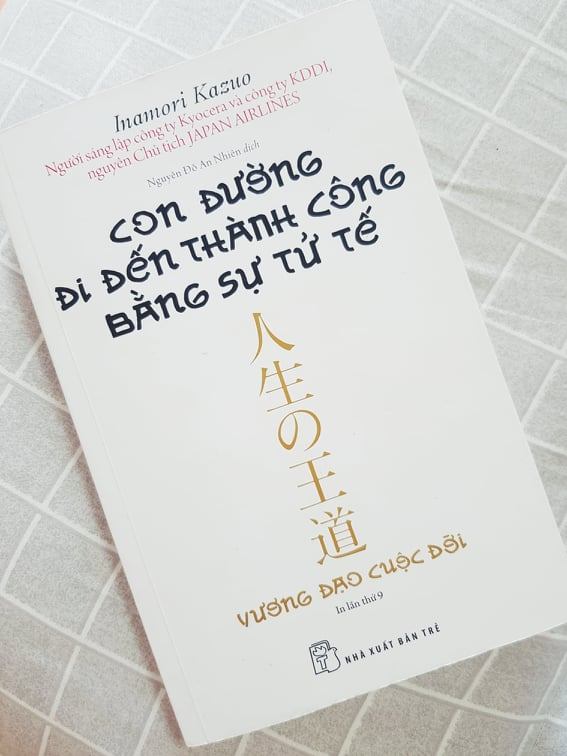 Inamori Kazuo
Người sáng lập công ty Kyocera và công ty KDDI,
nguyên Chủ tịch JAPAN AIRLINES
Nguyễn Đỗ An Nhiên dịch
CON ĐƯỜNG
ĐI ĐẾN THÀNH CÔNG
BẰNG SỰ TỬ TẾ
人生の王道
VƯƠNG ĐẠO CUỘC ĐỜI
In lần thứ 9
NHÀ XUẤT BẢN TRẺ